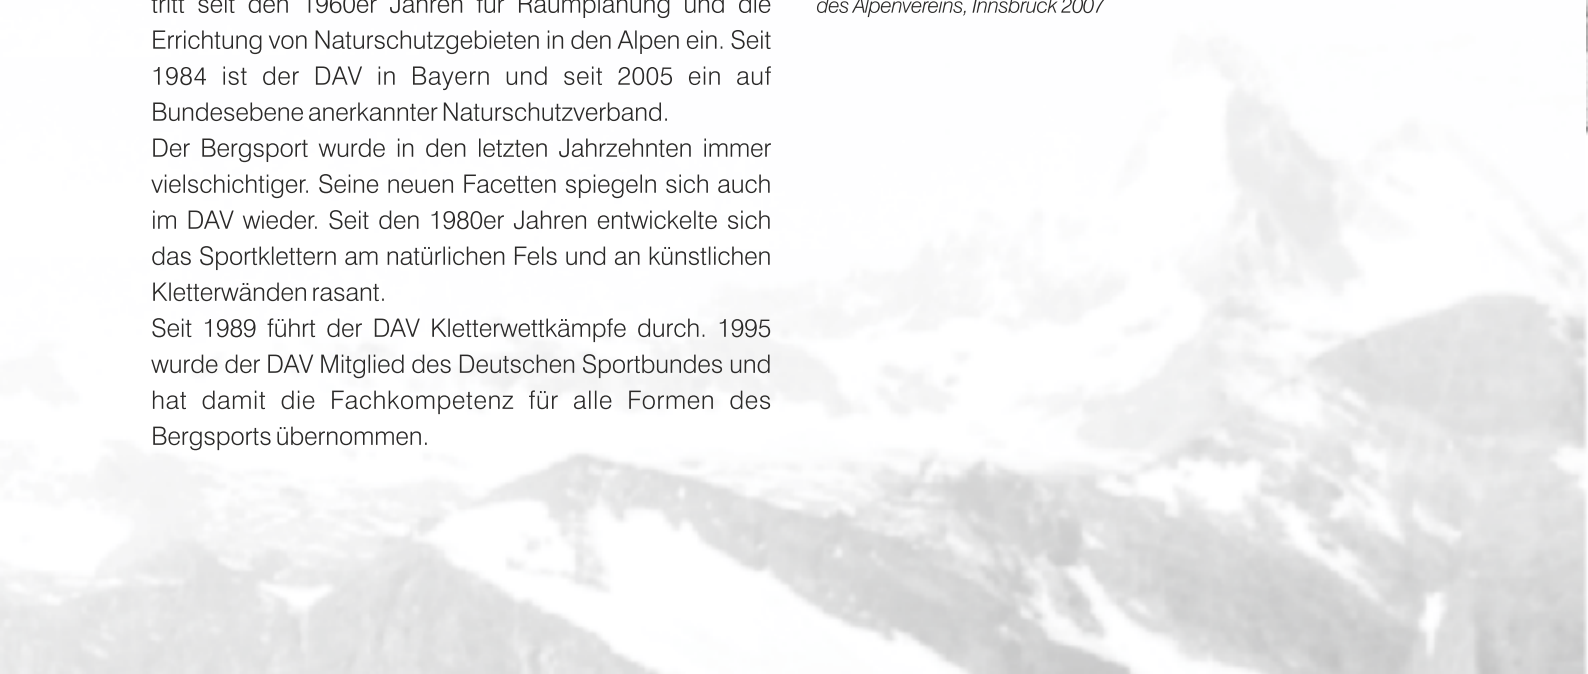 tritt seit den 1960er Jahren für Raumplanung und die
Errichtung von Naturschutzgebieten in den Alpen ein. Seit
1984 ist der DAV in Bayern und seit 2005 ein auf
Bundesebene anerkannter Naturschutzverband.
Der Bergsport wurde in den letzten Jahrzehnten immer
vielschichtiger. Seine neuen Facetten spiegeln sich auch
im DAV wieder. Seit den 1980er Jahren entwickelte sich
das Sportklettern am natürlichen Fels und an künstlichen
Kletterwänden rasant.
Seit 1989 führt der DAV Kletterwettkämpfe durch. 1995
wurde der DAV Mitglied des Deutschen Sportbundes und
hat damit die Fachkompetenz für alle Formen des
Bergsports übernommen.
des Alpenvereins, Innsbruck 2007